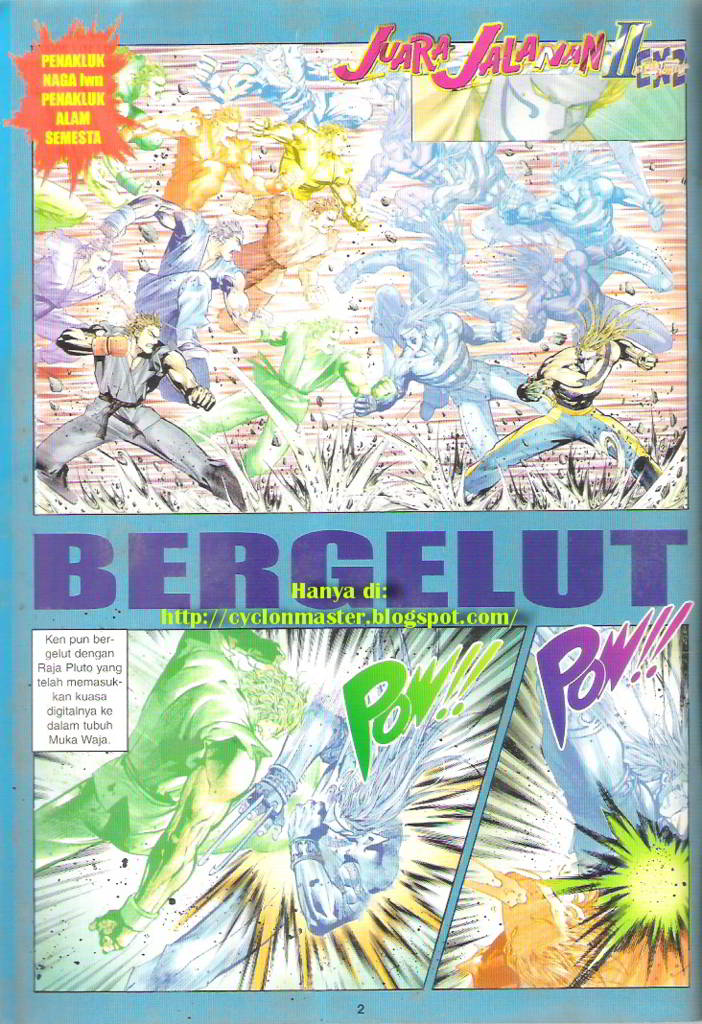 PENAKLUK
NAGA lwn
PENAKLUK
ALAM
SEMESTA
JUARA JALANAN II EX2
BERGELUT
Hanya di:
http://cyclonmaster.blogspot.com/
Ken pun ber-
gelut dengan
Raja Pluto yang
telah memasuk-
kan kuasa
digitalnya ke
dalam tubuh
Muka Waja.
POW!!!
POW!!!
2